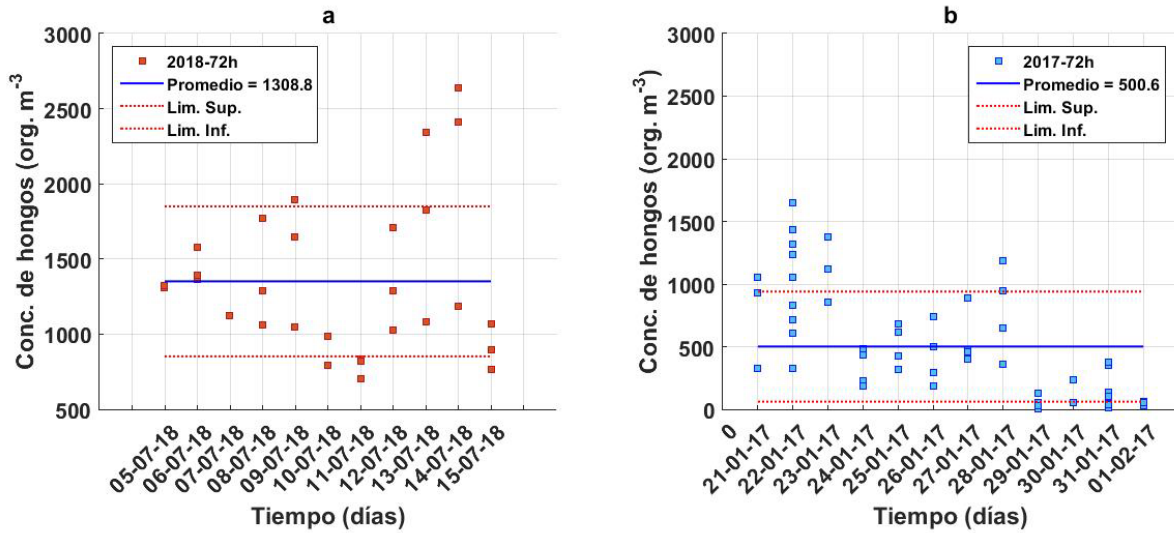 a
Conc. de hongos (org. m⁻³)
3000
2500
2000
1500
1000
500
2018-72h
Promedio = 1308.8
Lim. Sup.
Lim. Inf.
05-07-18
06-07-18
07-07-18
08-07-18
09-07-18
10-07-18
11-07-18
12-07-18
13-07-18
14-07-18
15-07-18
Tiempo (días)
b
Conc. de hongos (org. m⁻³)
3000
2500
2000
1500
1000
500
0
2017-72h
Promedio = 500.6
Lim. Sup.
Lim. Inf.
0
21-01-17
22-01-17
23-01-17
24-01-17
25-01-17
26-01-17
27-01-17
28-01-17
29-01-17
30-01-17
31-01-17
01-02-17
Tiempo (días)